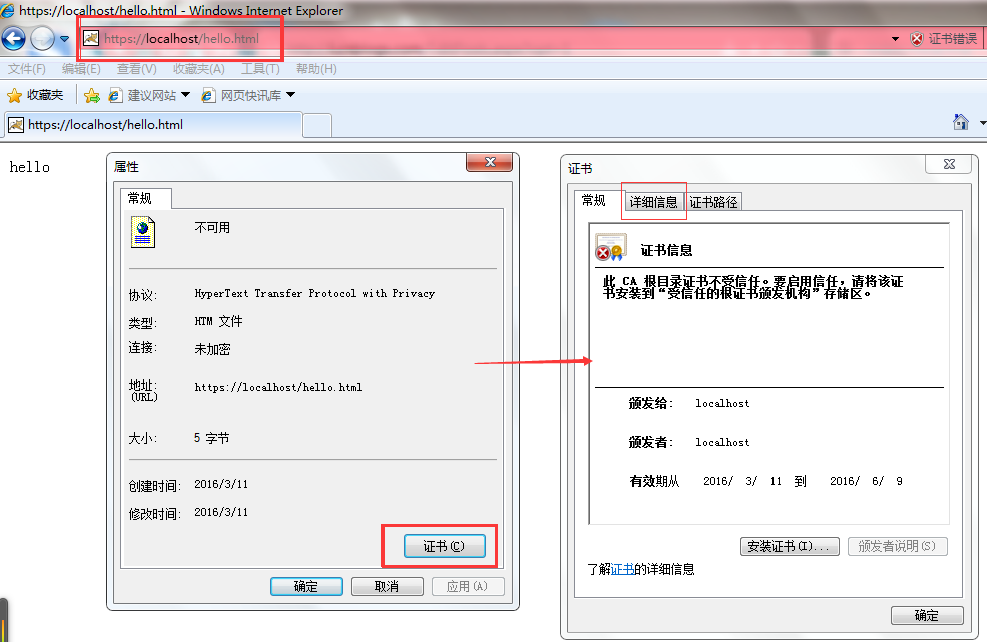 https://localhost/hello.html - Windows Internet Explorer
https://localhost/hello.html
证书错误
文件(F) 编辑(E) 查看(V) 收藏夹(A) 工具(T) 帮助(H)
收藏夹 建议网站 网页快讯库
https://localhost/hello.html
hello
属性
常规
不可用
协议: HyperText Transfer Protocol with Privacy
类型: HTM 文件
连接: 未加密
地址: https://localhost/hello.html
(URL)
大小: 5 字节
创建时间: 2016/3/11
修改时间: 2016/3/11
证书(C)
确定 取消 应用(A)
证书
常规 详细信息 证书路径
证书信息
此 CA 根目录证书不受信任。要启用信任，请将该证
书安装到“受信任的根证书颁发机构”存储区。
颁发给: localhost
颁发者: localhost
有效期从 2016/ 3/ 11 到 2016/ 6/ 9
安装证书(I)... 颁发者说明(S)
了解证书的详细信息
确定